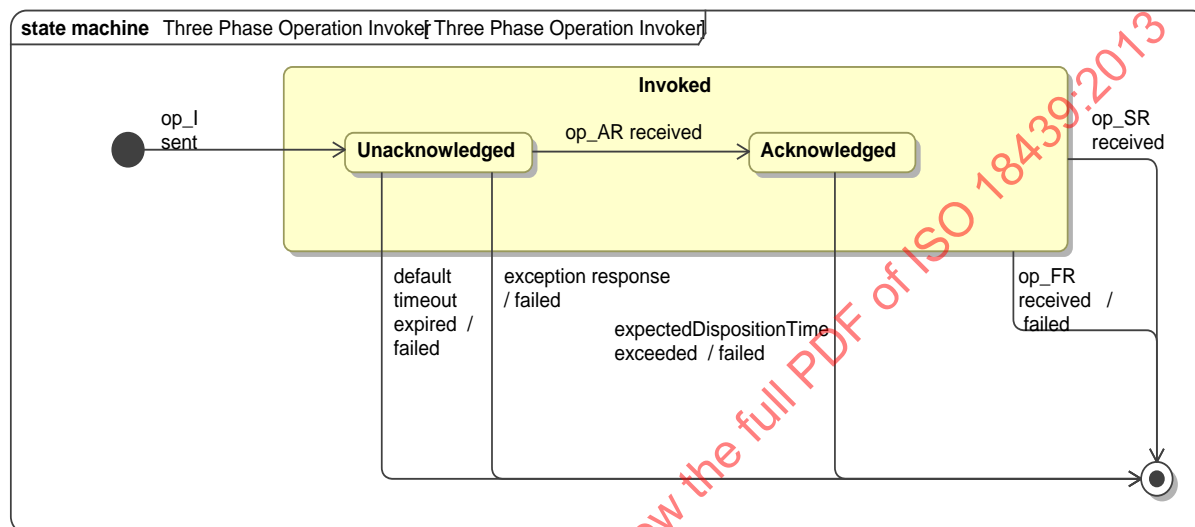 state machine Three Phase Operation Invoker[ Three Phase Operation Invoker]
Invoked
op_I
sent
Unacknowledged
op_AR received
Acknowledged
op_SR
received
default
timeout
expired /
failed
exception response
/ failed
expectedDispositionTime
exceeded / failed
op_FR
received /
failed
ew the full PDF of ISO 18439:2013